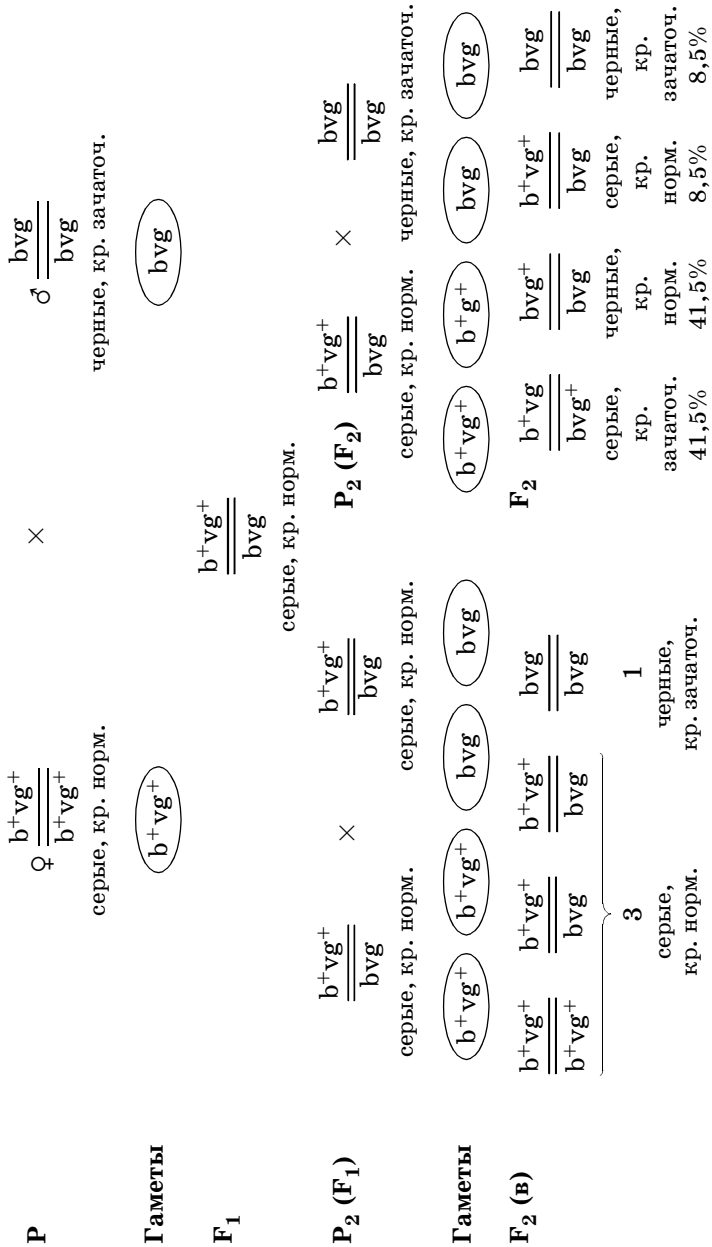 P ♀ b⁺vg⁺ × ♂ bvg
b⁺vg⁺ bvg
серые, кр. норм. черные, кр. зачаточ.
Гаметы b⁺vg⁺ bvg
F₁ b⁺vg⁺
bvg
серые, кр. норм.
P₂ (F₁) b⁺vg⁺ × b⁺vg⁺
bvg bvg
серые, кр. норм. серые, кр. норм.
Гаметы b⁺vg⁺ b⁺vg⁺ bvg bvg
F₂ (в) b⁺vg⁺ b⁺vg⁺ b⁺vg⁺ bvg
b⁺vg⁺ bvg bvg bvg
3 1
серые, черные,
кр. норм. кр. зачаточ.
P₂ (F₂) b⁺vg⁺ × bvg
bvg bvg
серые, кр. норм. черные, кр. зачаточ.
b⁺vg⁺ b⁺g⁺ bvg bvg
F₂ b⁺vg bvg⁺ b⁺vg⁺ bvg
bvg⁺ bvg bvg bvg
серые, черные, серые, черные,
кр. кр. кр. кр.
зачаточ. норм. норм. зачаточ.
41,5% 41,5% 8,5% 8,5%